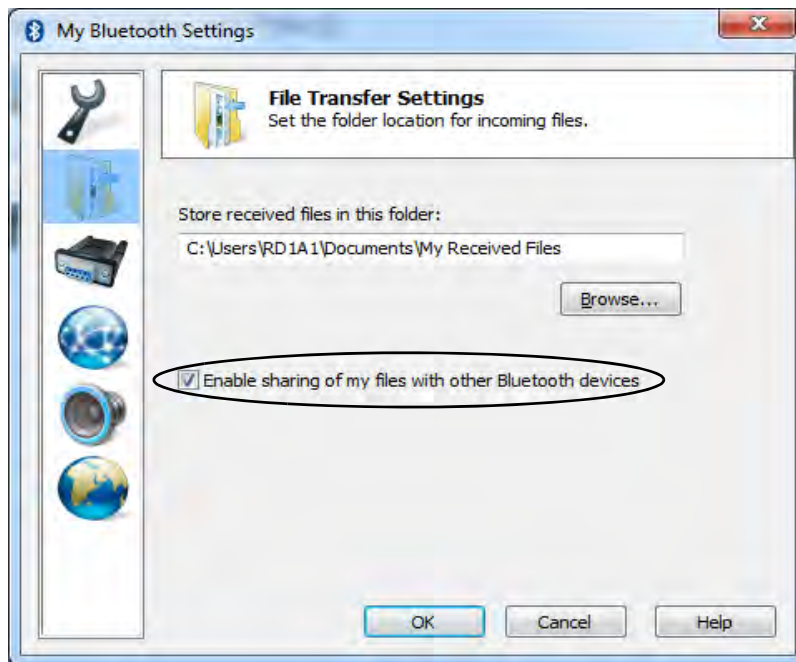 My Bluetooth Settings
File Transfer Settings
Set the folder location for incoming files.
Store received files in this folder:
C:\Users\RD1A1\Documents\My Received Files
Browse...
Enable sharing of my files with other Bluetooth devices
OK
Cancel
Help